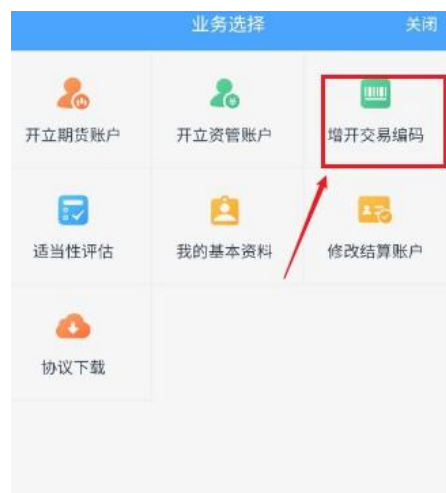 业务选择 关闭
开立期货账户 开立资管账户 增开交易编码
适当性评估 我的基本资料 修改结算账户
协议下载